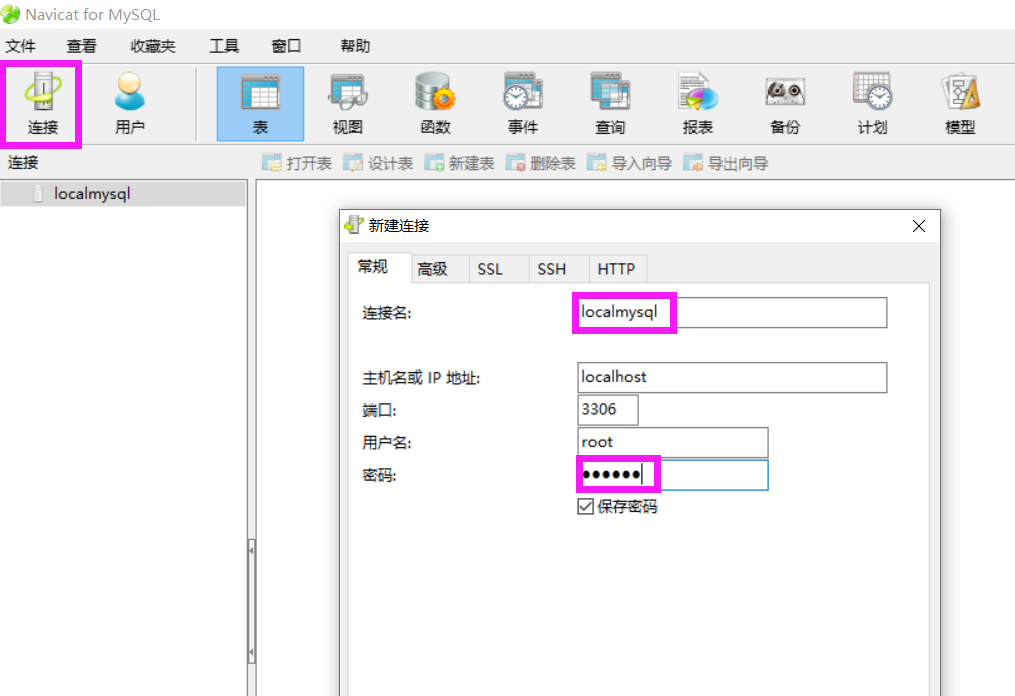 Navicat for MySQL
文件 查看 收藏夹 工具 窗口 帮助
连接 用户 表 视图 函数 事件 查询 报表 备份 计划 模型
连接 打开表 设计表 新建表 删除表 导入向导 导出向导
localmysql
新建连接
常规 高级 SSL SSH HTTP
连接名: localmysql
主机名或 IP 地址: localhost
端口: 3306
用户名: root
密码: ●●●●●●
保存密码